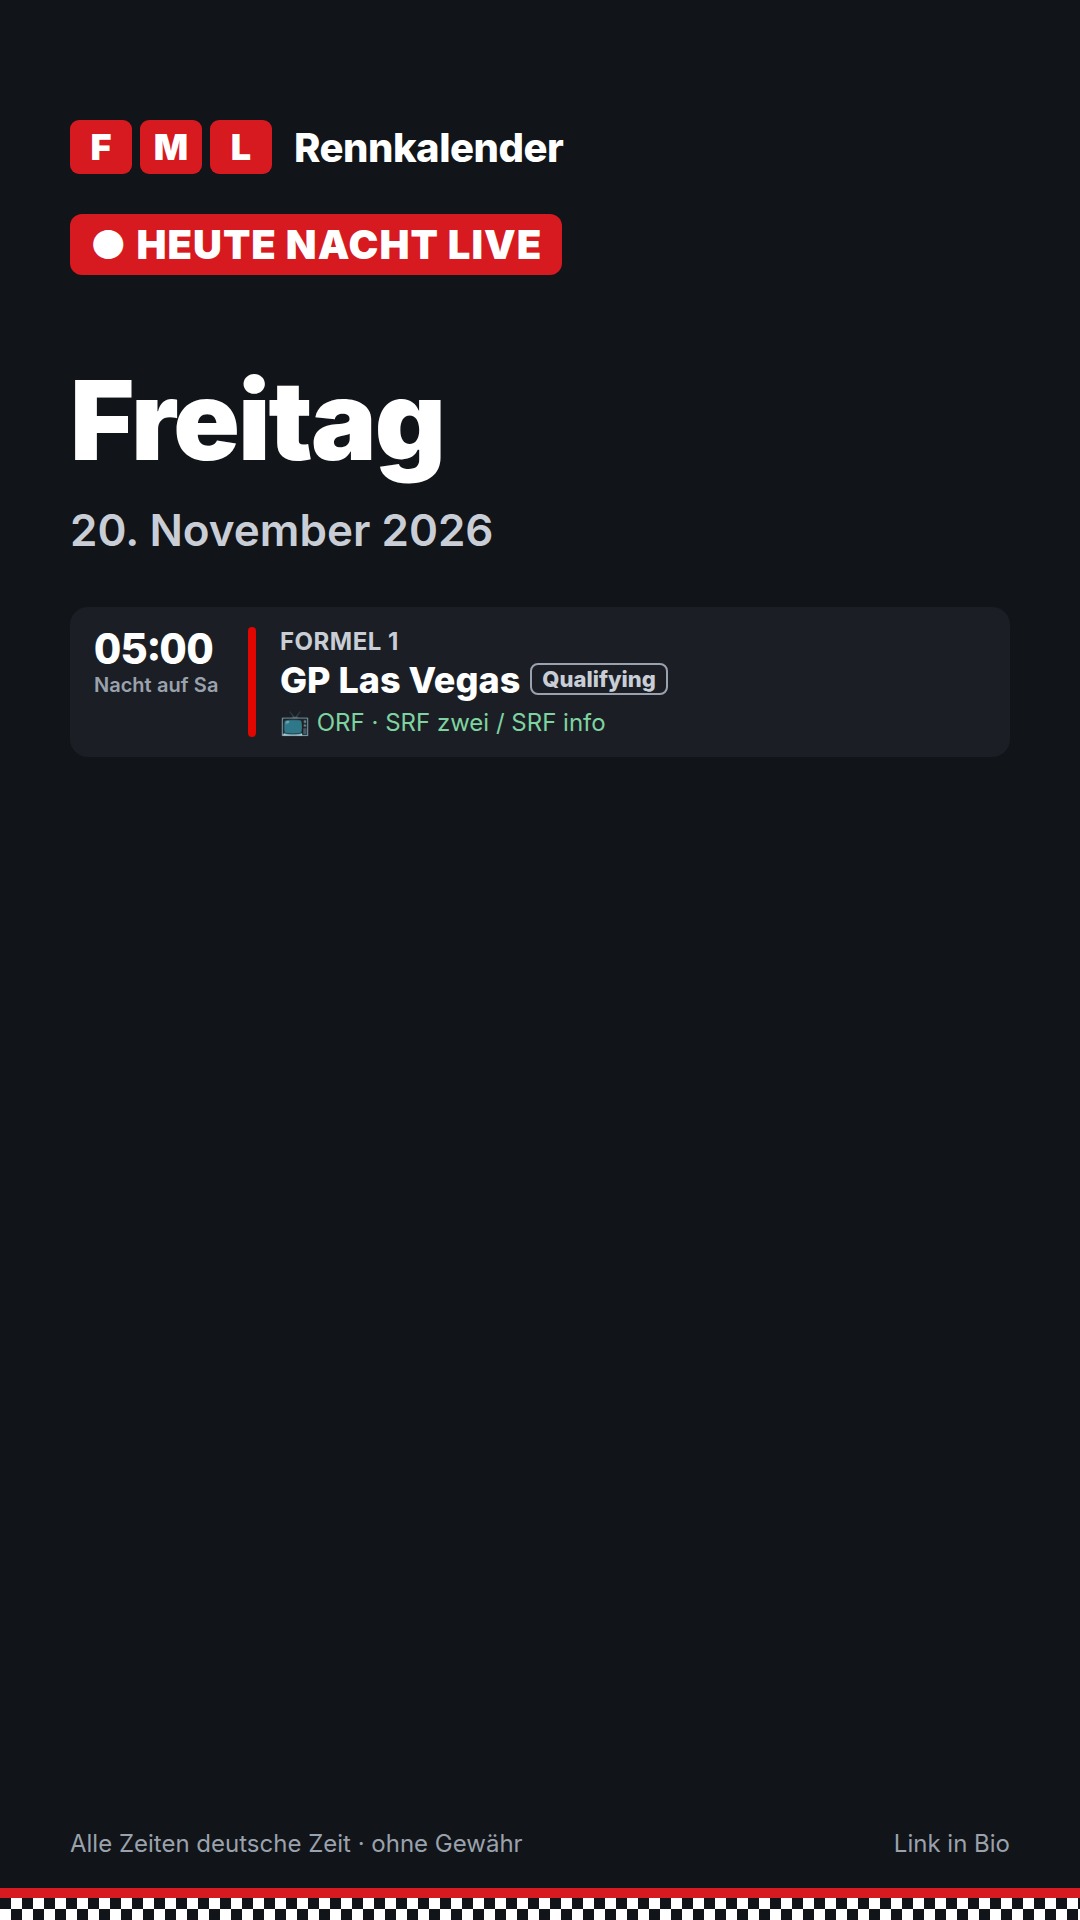 F M L Rennkalender
● HEUTE NACHT LIVE
Freitag
20. November 2026
05:00
Nacht auf Sa
FORMEL 1
GP Las Vegas Qualifying
📺 ORF · SRF zwei / SRF info
Alle Zeiten deutsche Zeit · ohne Gewähr
Link in Bio